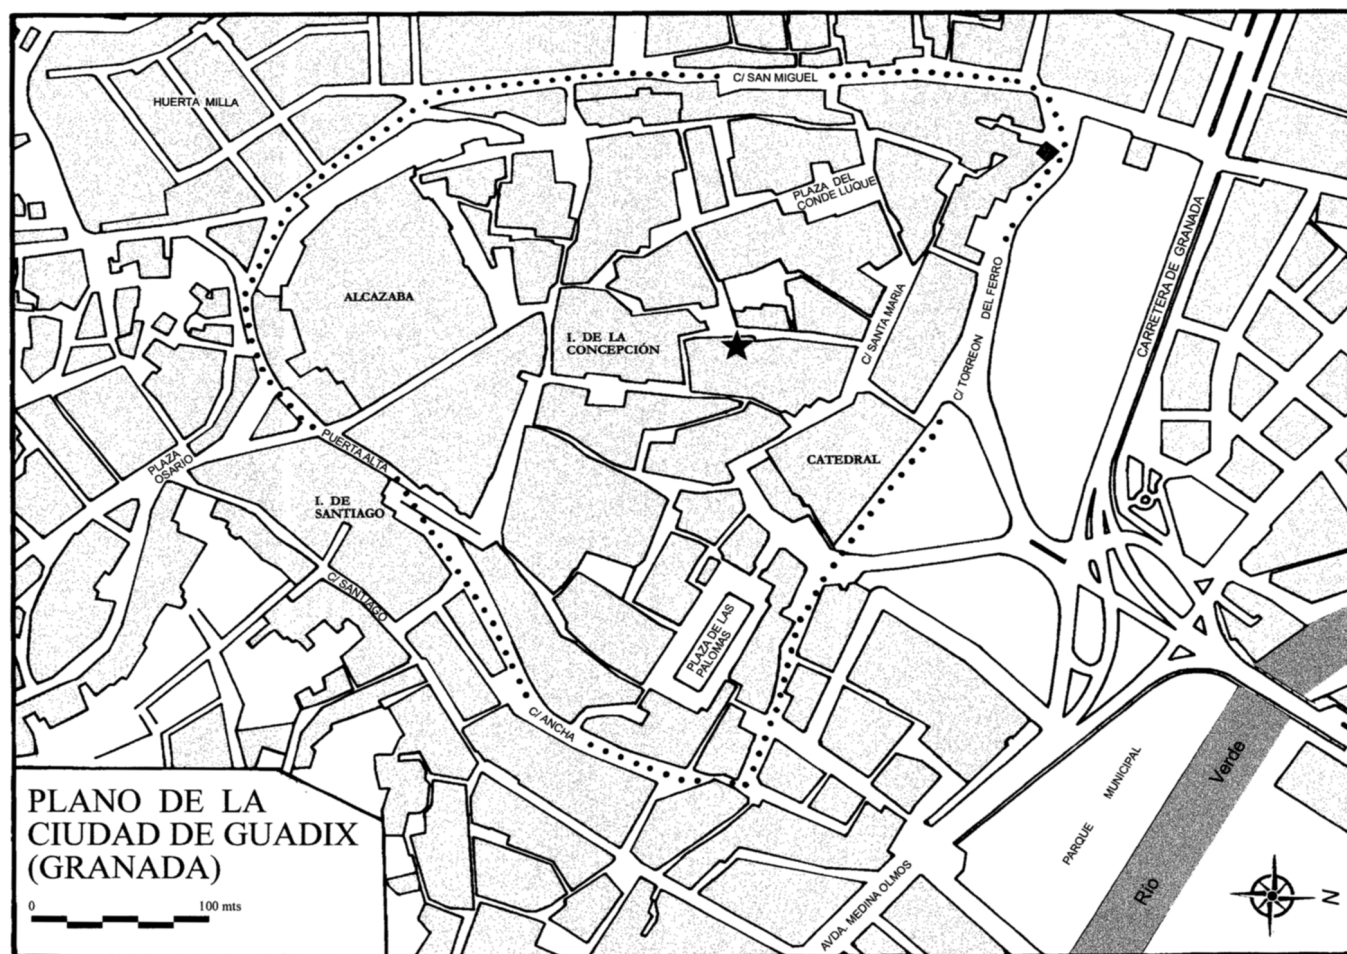 C/ SAN MIGUEL
HUERTA MILLA
PLAZA DEL
CONDE LUQUE
CARRETERA DE GRANADA
ALCAZABA
C/ TORREON DEL FERRO
C/ SANTA MARIA
I. DE LA
CONCEPCIÓN
PUERTA ALTA
PLAZA
OSARIO
CATEDRAL
I. DE
SANTIAGO
C/ SANTIAGO
PLAZA DE LAS
PALOMAS
C/ ANCHA
PARQUE MUNICIPAL
Río Verde
AVDA. MEDINA OLMOS
PLANO DE LA
CIUDAD DE GUADIX
(GRANADA)
0 100 mts
N